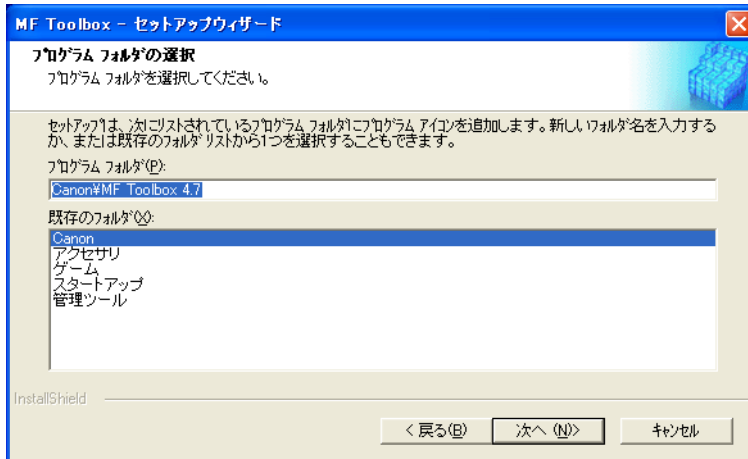 MF Toolbox - セットアップウィザード
プログラム フォルダの選択
プログラム フォルダを選択してください。
セットアップは、次にリストされているプログラム フォルダにプログラム アイコンを追加します。新しいフォルダ名を入力する
か、または既存のフォルダ リストから1つを選択することもできます。
プログラム フォルダ(P):
Canon¥MF Toolbox 4.7
既存のフォルダ(X):
Canon
アクセサリ
ゲーム
スタートアップ
管理ツール
InstallShield
< 戻る(B)
次へ (N)>
キャンセル